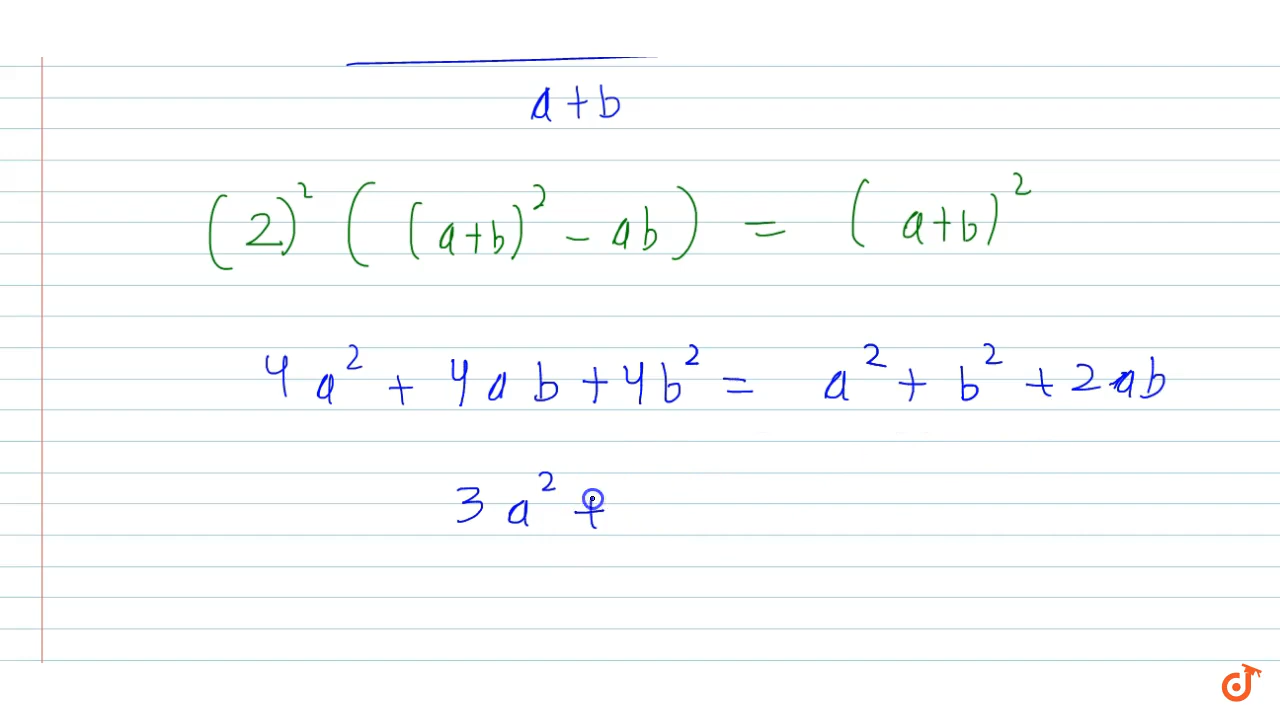 a+b
(2)² ((a+b)² - ab) = (a+b)²
4a² + 4ab + 4b² = a² + b² + 2ab
3a² +